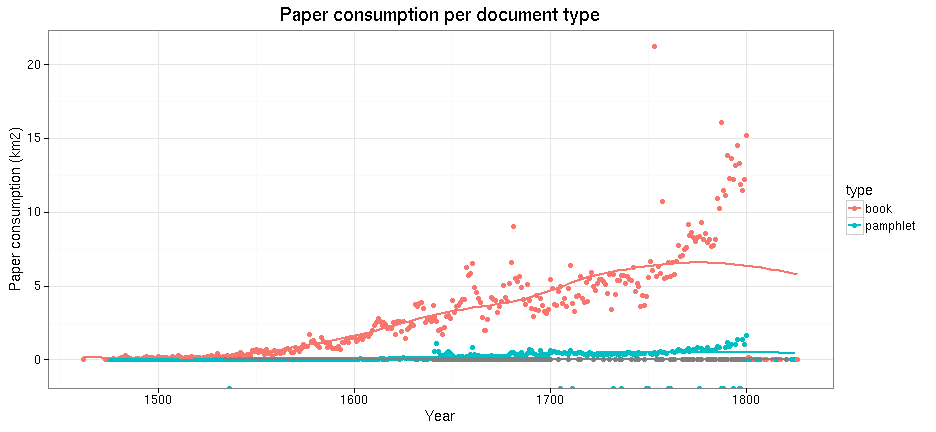 Paper consumption per document type
Paper consumption (km2)
20
15
10
5
0
1500
1600
1700
1800
Year
type
book
pamphlet